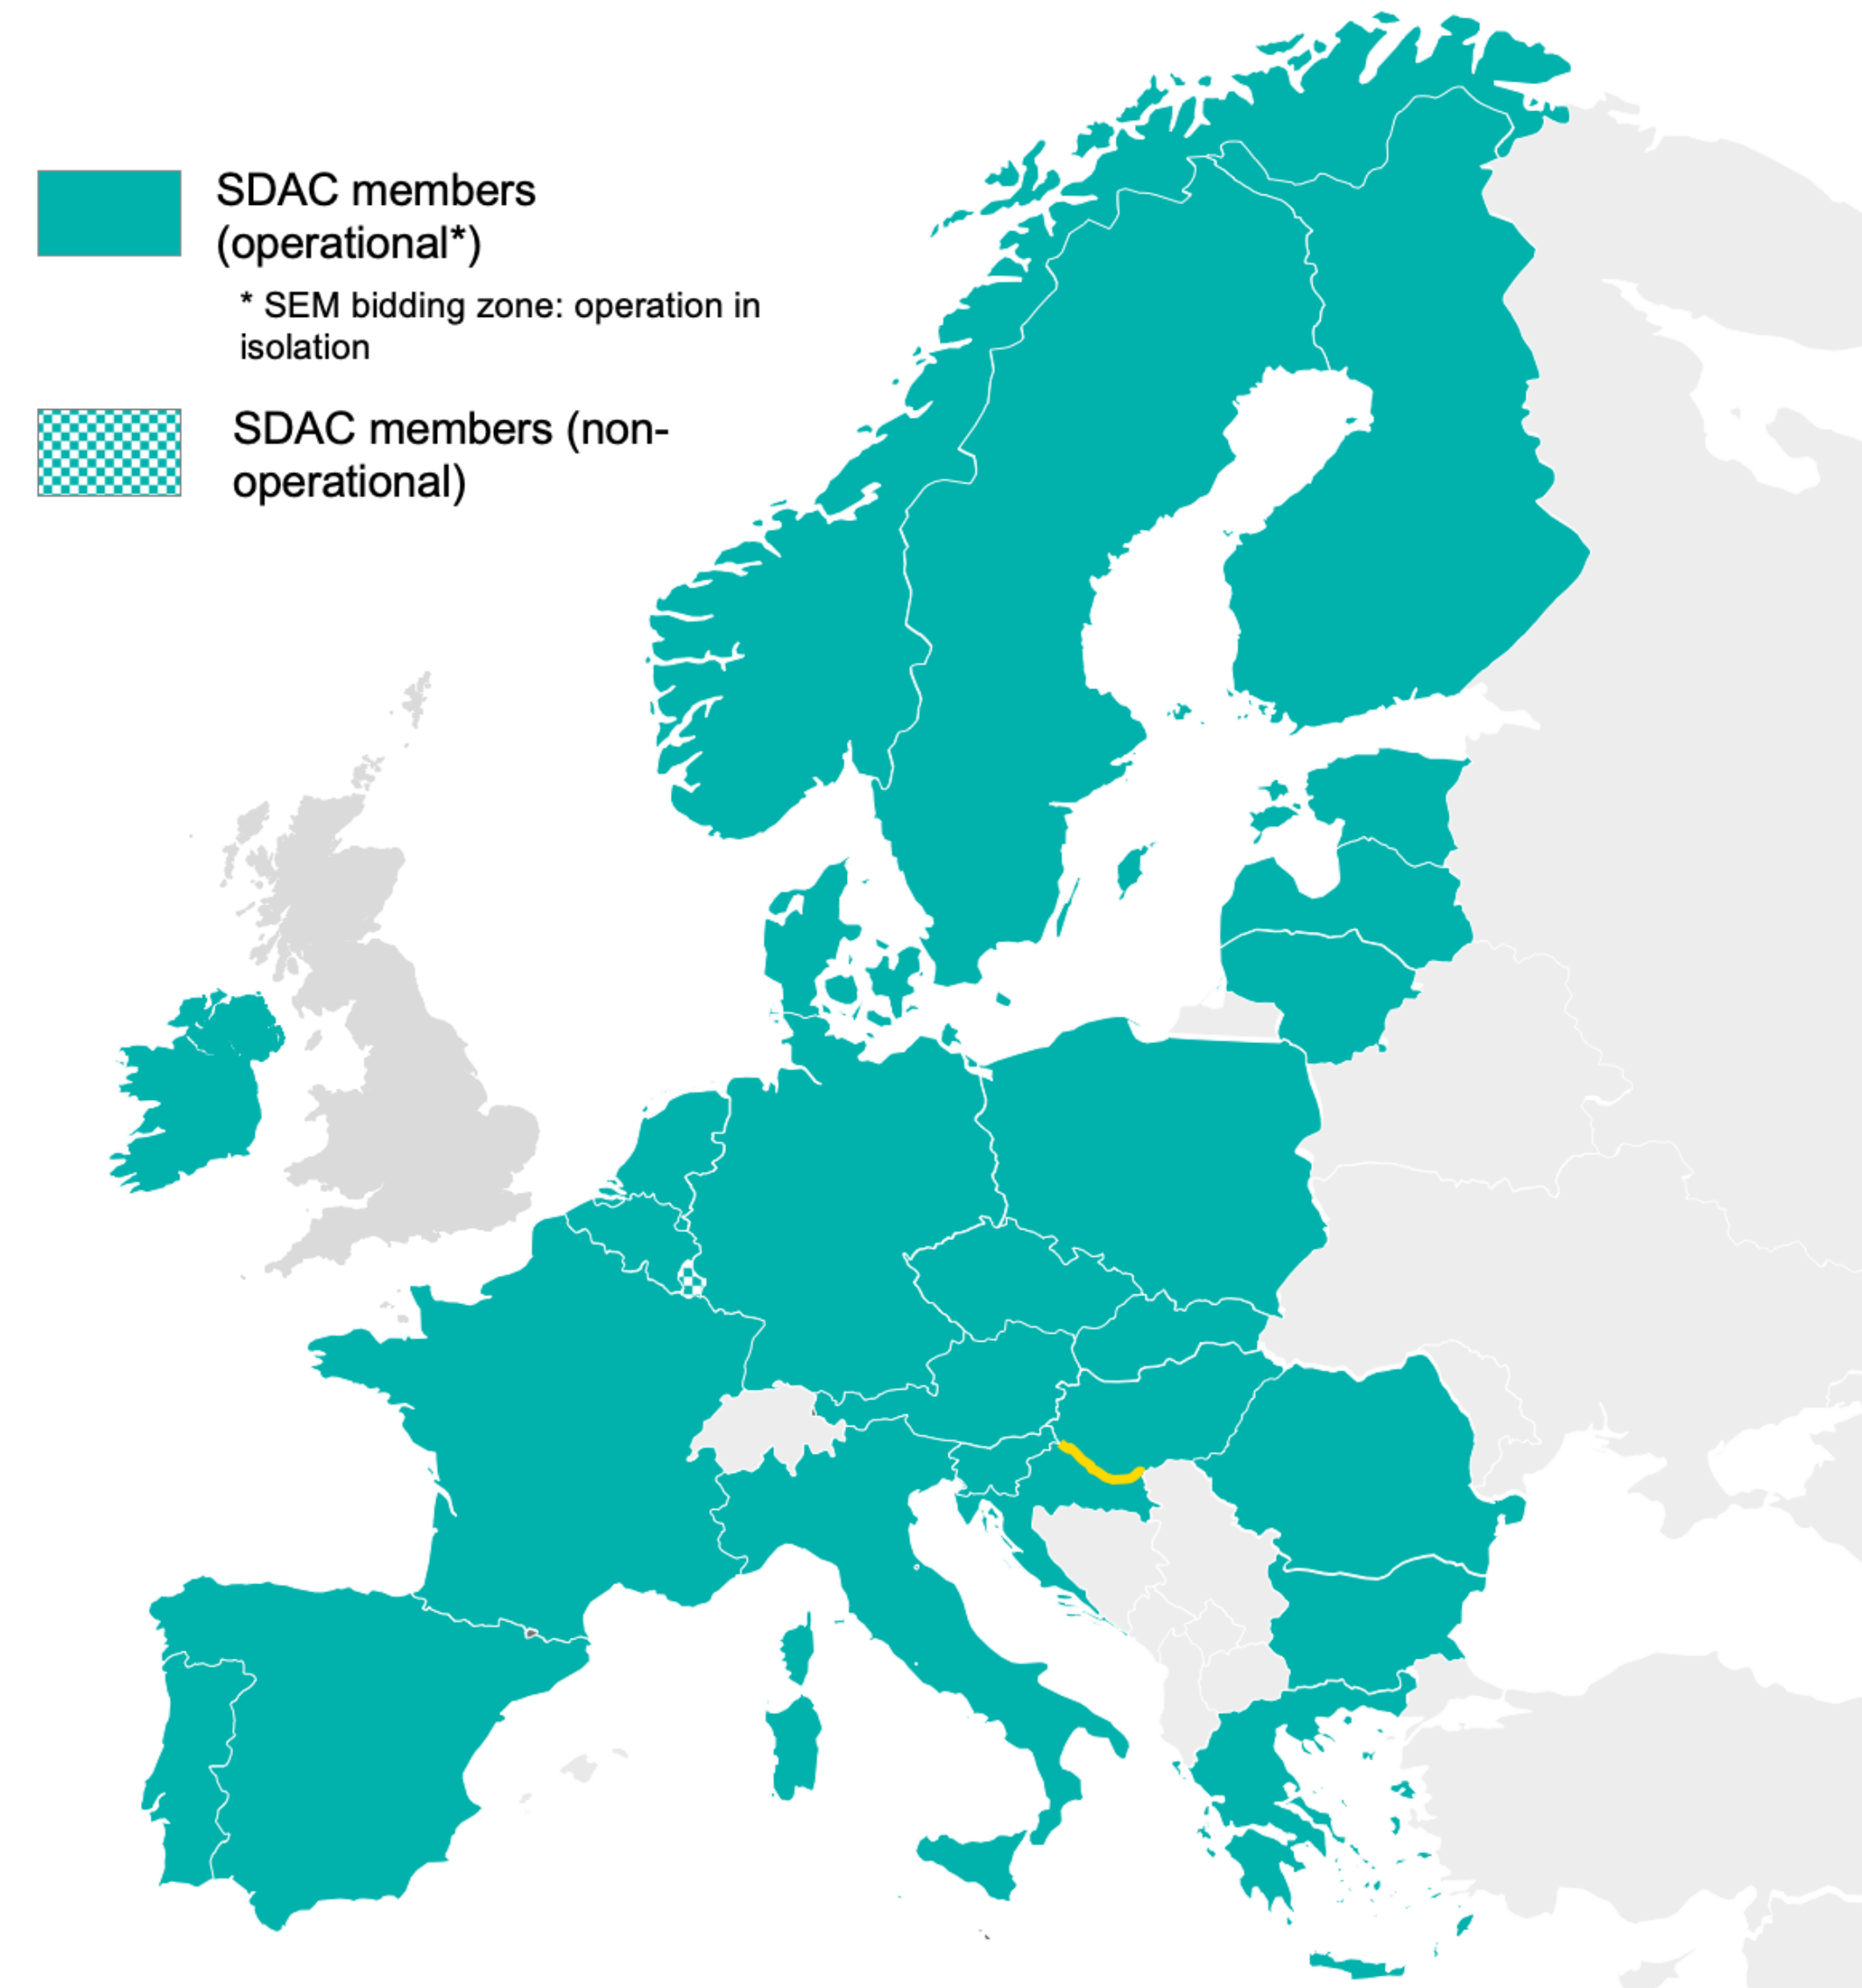 SDAC members
(operational*)
* SEM bidding zone: operation in
isolation
SDAC members (non-
operational)